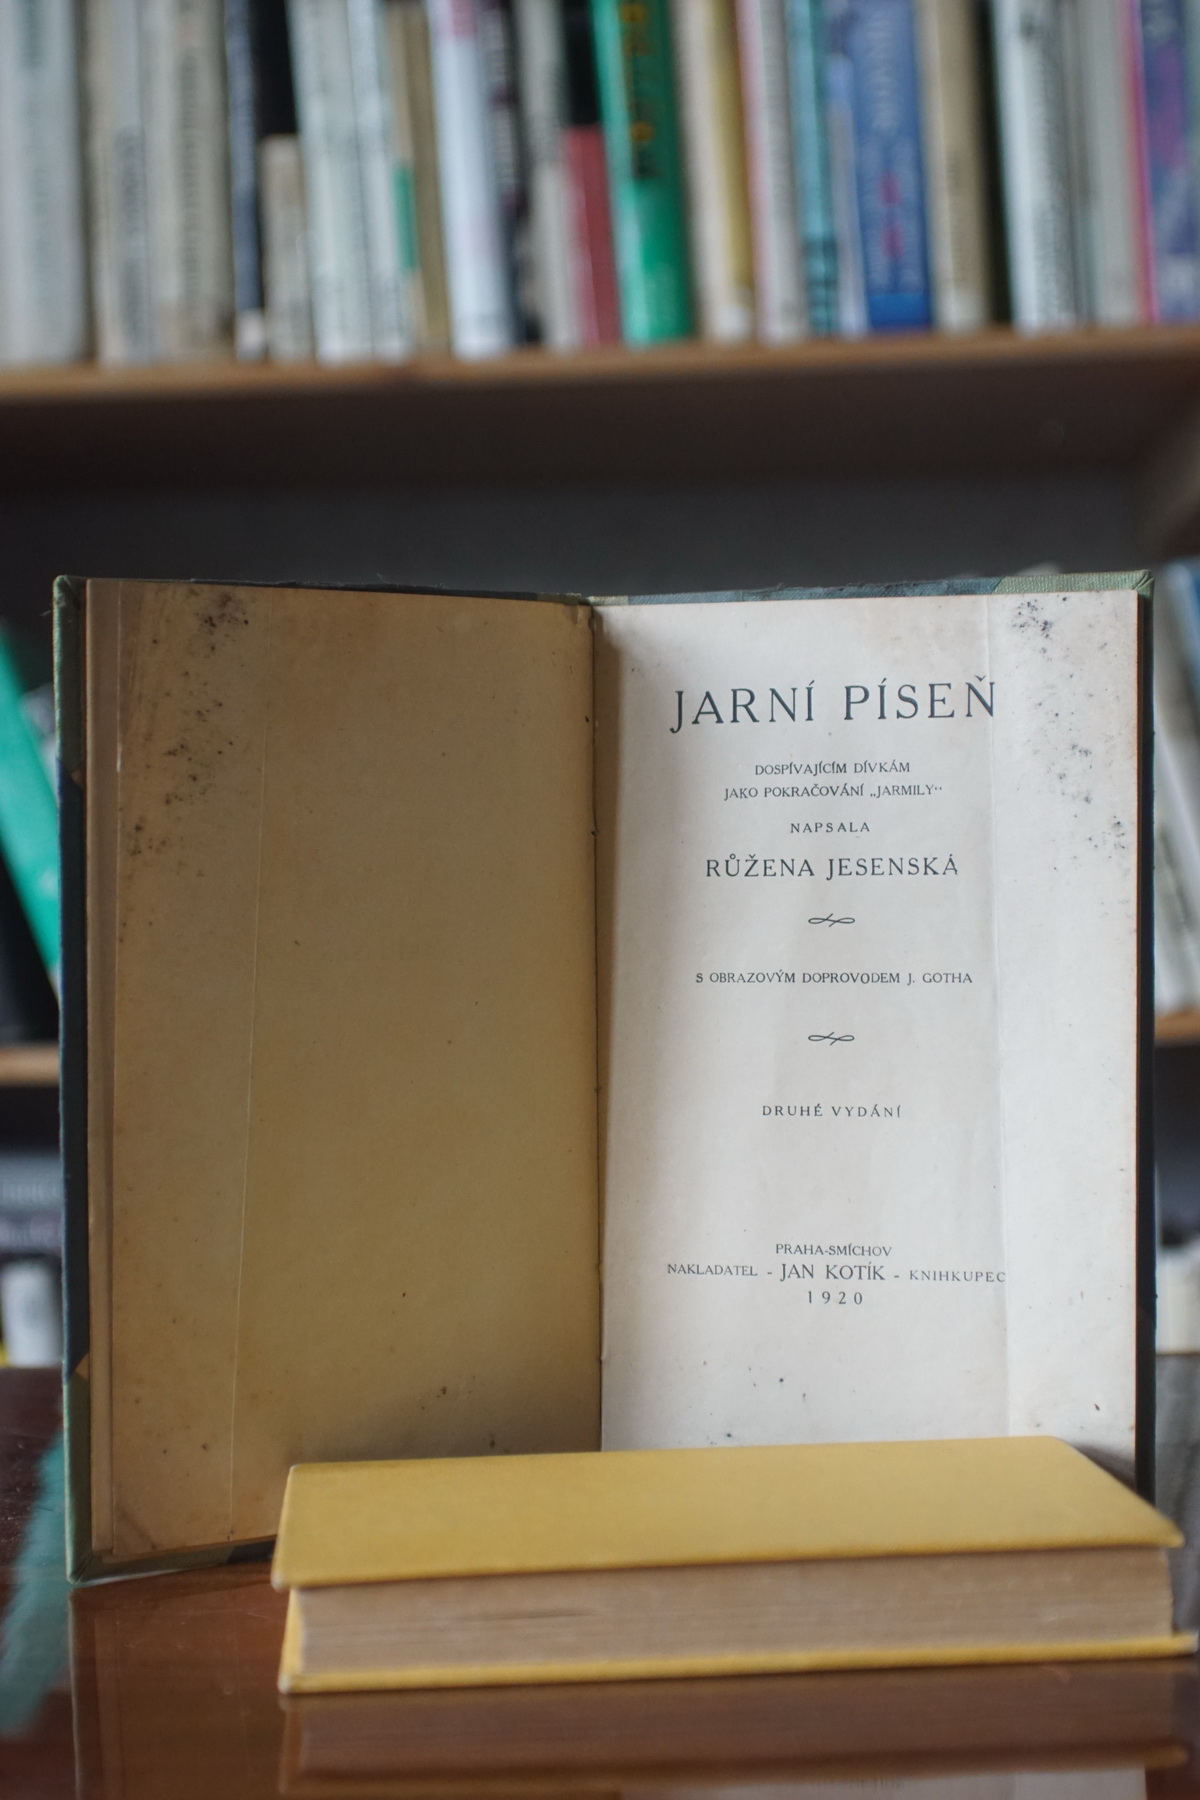 JARNÍ PÍSEŇ
DOSPÍVAJÍCÍM DÍVKÁM
JAKO POKRAČOVÁNÍ „JARMILY“
NAPSALA
RŮŽENA JESENSKÁ
S OBRAZOVÝM DOPROVODEM J. GOTHA
DRUHÉ VYDÁNÍ
PRAHA-SMÍCHOV
NAKLADATEL - JAN KOTÍK - KNIHKUPEC
1920